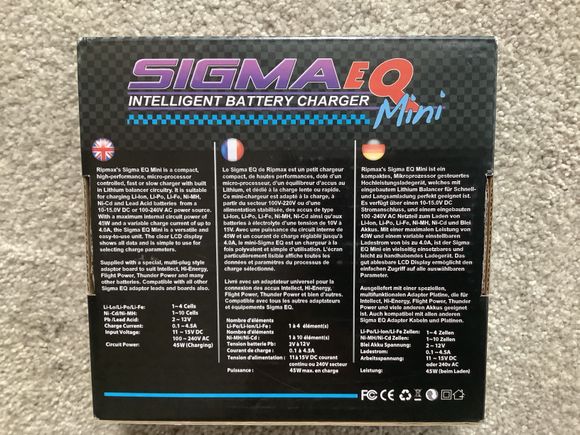 SIGMA EQ
Mini
INTELLIGENT BATTERY CHARGER
Ripmax's Sigma EQ Mini is a compact,
high-performance, micro-processor
controlled, fast or slow charger with built
in Lithium balancer circuitry. It is suitable
for charging Li-Ion, Li-Po, Li-Fe, Ni-MH,
Ni-Cd and Lead Acid batteries from a
10-15.0V DC or 100-240V AC power source
With a maximum internal circuit power of
45W and a variable charge current of up to
4.0A, the Sigma EQ Mini is a versatile and
easy-to-use unit. The clear LCD display
shows all data and is simple to use for
selecting charge parameters.
Supplied with a special, multi-plug style
adaptor board to suit Intellect, HI-Energy,
Flight Power, Thunder Power and many
other batteries. Compatible with all other
Sigma EQ adaptor leads and boards also.
Li-Lo/Li-Po/Li-Fe: 1~4 Cells
Ni-Cd/Ni-MH: 1~10 Cells
Pb/Lead Acid: 2 ~ 12V
Charge Current: 0.1 ~ 4.5A
Input Power: 11 ~ 15V DC
100 ~ 240V AC
Circuit Power: 45W (Charging)
Le Sigma EQ de Ripmax est un petit chargeur
compact, de hautes performances, doté d'un
micro-processeur, d'un équilibreur d'accus au
Lithium, et dédié à la charge lente ou rapide.
Ce mini-chargeur est adapté à la charge, à
partir de secteur 100V-220V ou d'une
alimentation stabilisée, des accus de type
Li-Ion, Li-Po, Li-Fe, Ni-MH, Ni-Cd ainsi qu'aux
batteries à électrolyte d'une tension de 10V à
15V. Avec une puissance du circuit interne de
45W et un courant de charge réglable jusqu'à
4.0A, le mini-Sigma EQ est un chargeur à la
fois polyvalent et simple d'utilisation. L'écran
particulièrement lisible affiche toutes les
données et paramètres du processus de
charge sélectionné.
Livré avec un adaptateur universel pour la
connexion des accus Intellect, Hi-Energy,
Flight Power, Thunder Power et bien d'autres.
Compatible avec tous les autres adaptateurs
et équipements Sigma EQ.
Nombre d'éléments
Li-Po/Li-Ion/Li-Fe : 1 à 4 élément(s)
Nombre d'éléments
Ni-MH/Ni-Cd : 1 à 10 élément(s)
Tension batterie Pb: 2V à 12V
Courant de charge : 0.1 à 4.5A
Tension d'alimentation : 11 à 15V DC courant
continu ou 240V secteur
Puissance : 45W max. en charge
Ripmax's Sigma EQ Mini ist ein
kompaktes, Mikroprozesser gesteuertes
Hochleistungsladegerät, welches mit
eingebautem Lithium Balancer für Schnell-
und Langsamladung perfekt geeignet ist.
Es verfügt über einen 10-15.0V DC
Stromanschluss, und einen eingebauten
100 -240V AC Netzteil zum Laden von
Li-Ion, Li-Po, Li-Fe, Ni-MH, Ni-Cd und Blei
Akkus. Mit einer maximalen Leistung von
45W und einem variable einstellbaren
Ladestrom von bis zu 4.0A, ist der Sigma
EQ Mini ein vielseitig einsetzbares und
leicht zu handhabendes Ladegerät. Das
gut ablesbare LCD Display ermöglicht den
einfachen Zugriff auf alle auswählbaren
Parameter.
Ausgeliefert mit einer speziellen,
multifunktionalen Adapter Platine, die für
Intellect, HI-Energy, Flight Power, Thunder
Power und viele andere Akkus geeignet
ist. Auch kompatibel mit allen anderen
Sigma EQ Adapter Kabeln und Platinen.
Li-Po/Li-Ion/Li-Fe Zellen: 1~4 Zellen
Ni-Cd/Ni-MH Zellen: 1~10 Zellen
Blei Akku Spannung: 2 ~ 12V
Ladestrom: 0.1 ~ 4.5A
Arbeitsspannung: 11 ~ 15V DC
oder 240V ac
Leistung: 45W (beim Laden)
FC CE